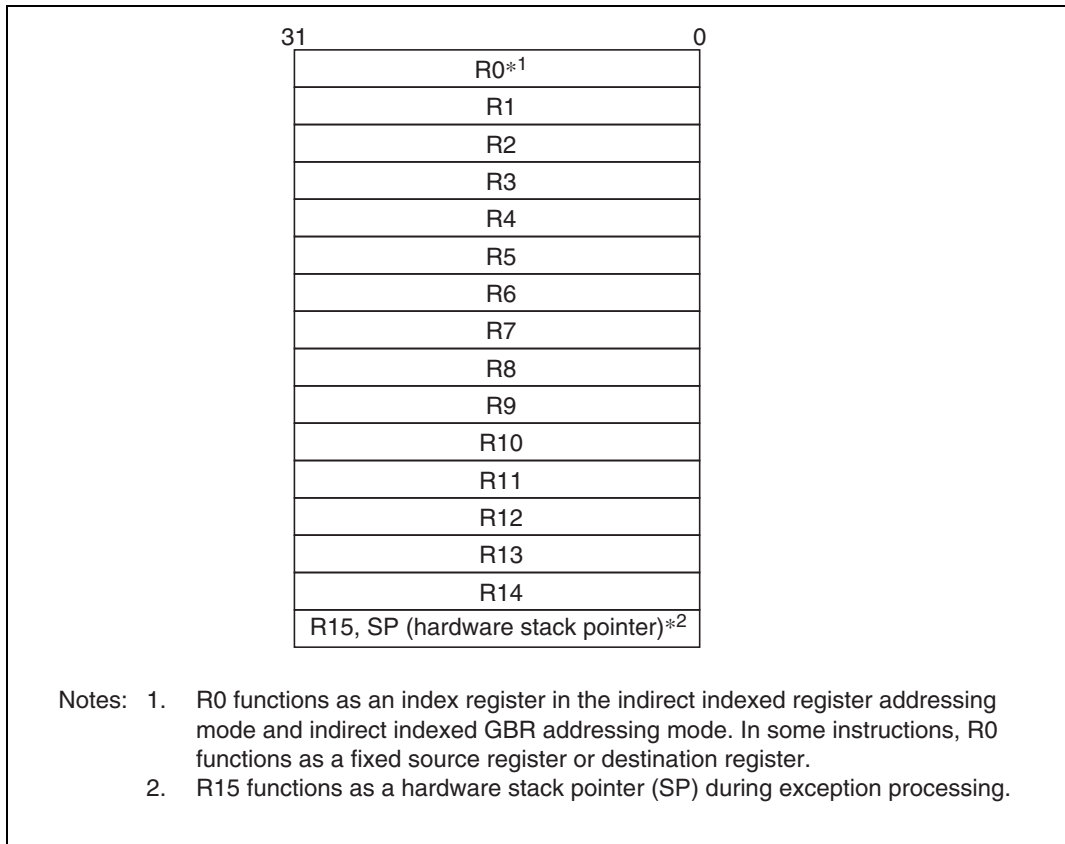 31 0
R0*1
R1
R2
R3
R4
R5
R6
R7
R8
R9
R10
R11
R12
R13
R14
R15, SP (hardware stack pointer)*2
Notes: 1. R0 functions as an index register in the indirect indexed register addressing
mode and indirect indexed GBR addressing mode. In some instructions, R0
functions as a fixed source register or destination register.
2. R15 functions as a hardware stack pointer (SP) during exception processing.